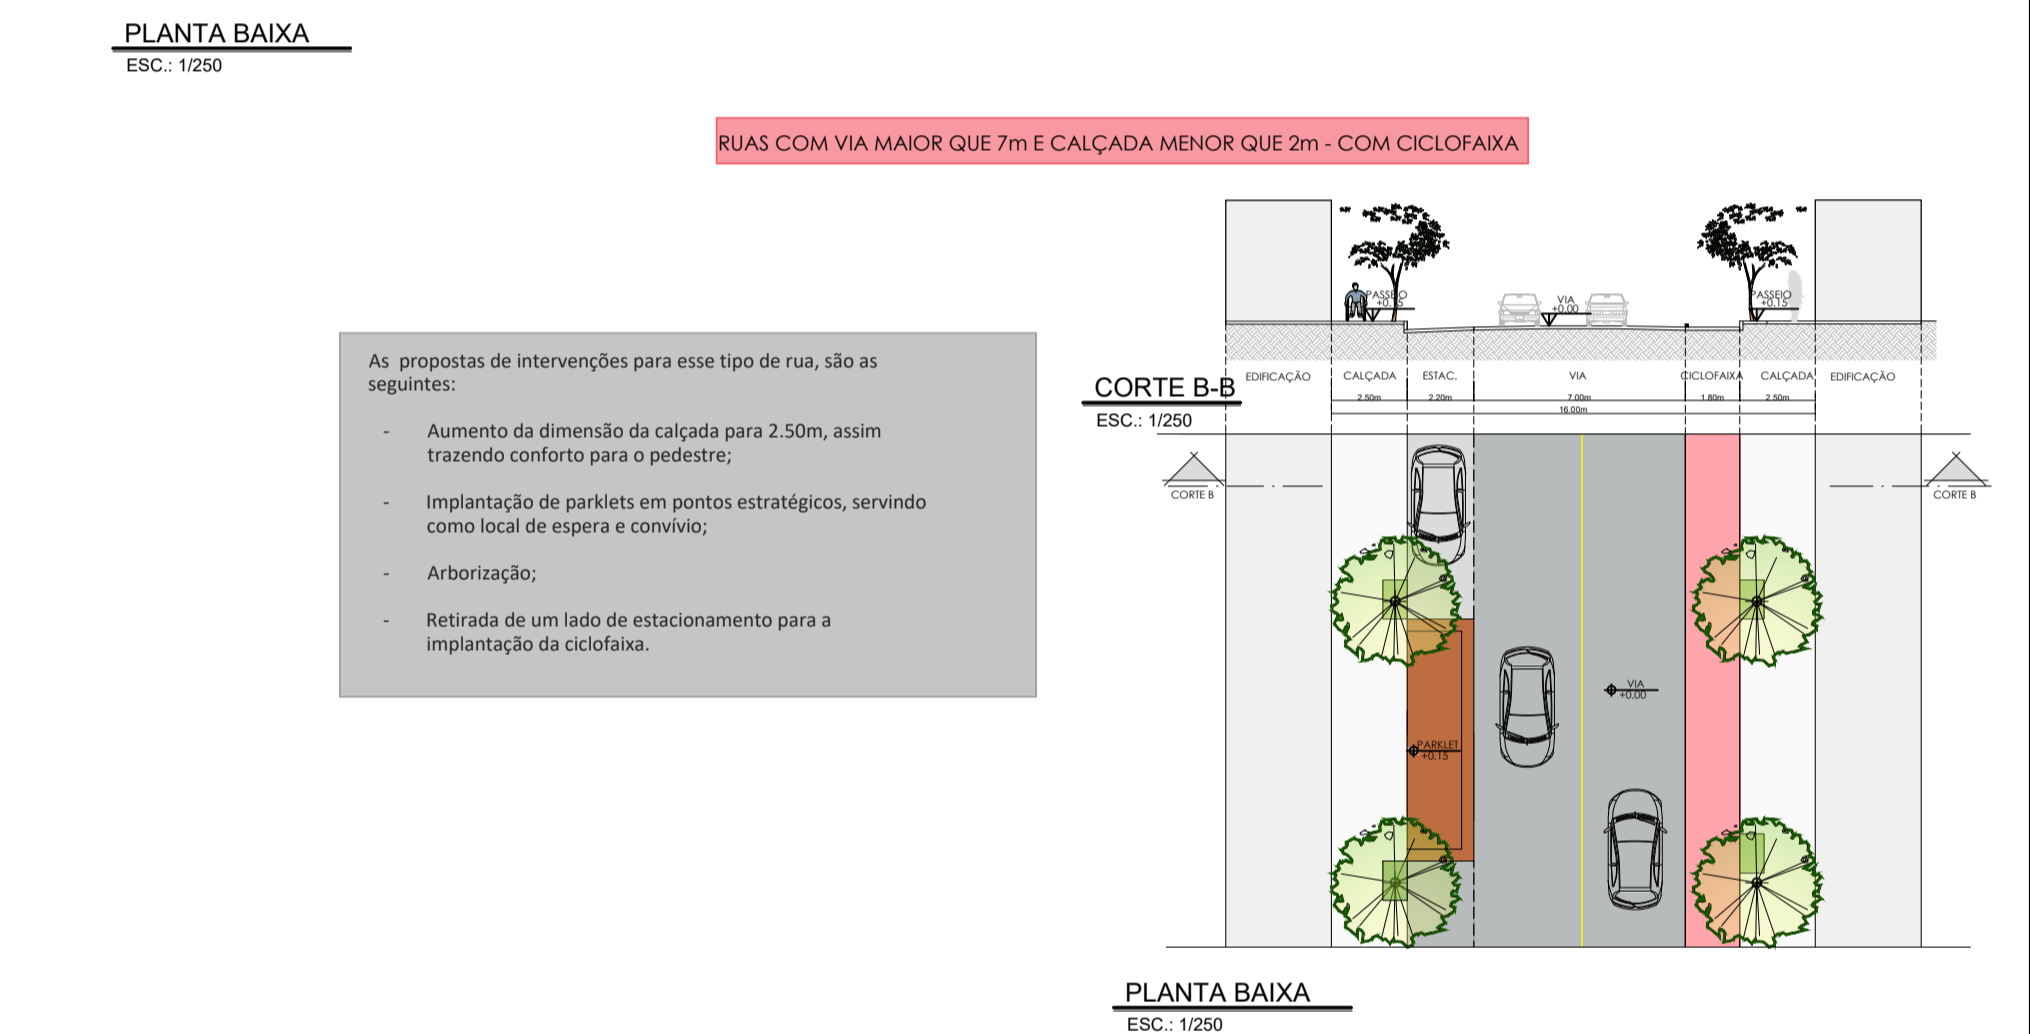 PLANTA BAIXA
ESC.: 1/250
RUAS COM VIA MAIOR QUE 7m E CALÇADA MENOR QUE 2m - COM CICLOFAIXA
As  propostas de intervenções para esse tipo de rua, são as
seguintes:
- Aumento da dimensão da calçada para 2.50m, assim
trazendo conforto para o pedestre;
- Implantação de parklets em pontos estratégicos, servindo
como local de espera e convívio;
- Arborização;
- Retirada de um lado de estacionamento para a
implantação da ciclofaixa.
PASSEIO
+0.15
VIA
+0.00
PASSEIO
+0.15
EDIFICAÇÃO CALÇADA ESTAC. VIA CICLOFAIXA CALÇADA EDIFICAÇÃO
2.50m 2.20m 7.00m 1.80m 2.50m
16.00m
CORTE B-B
ESC.: 1/250
CORTE B
CORTE B
VIA
+0.00
PARKLET
+0.15
PLANTA BAIXA
ESC.: 1/250